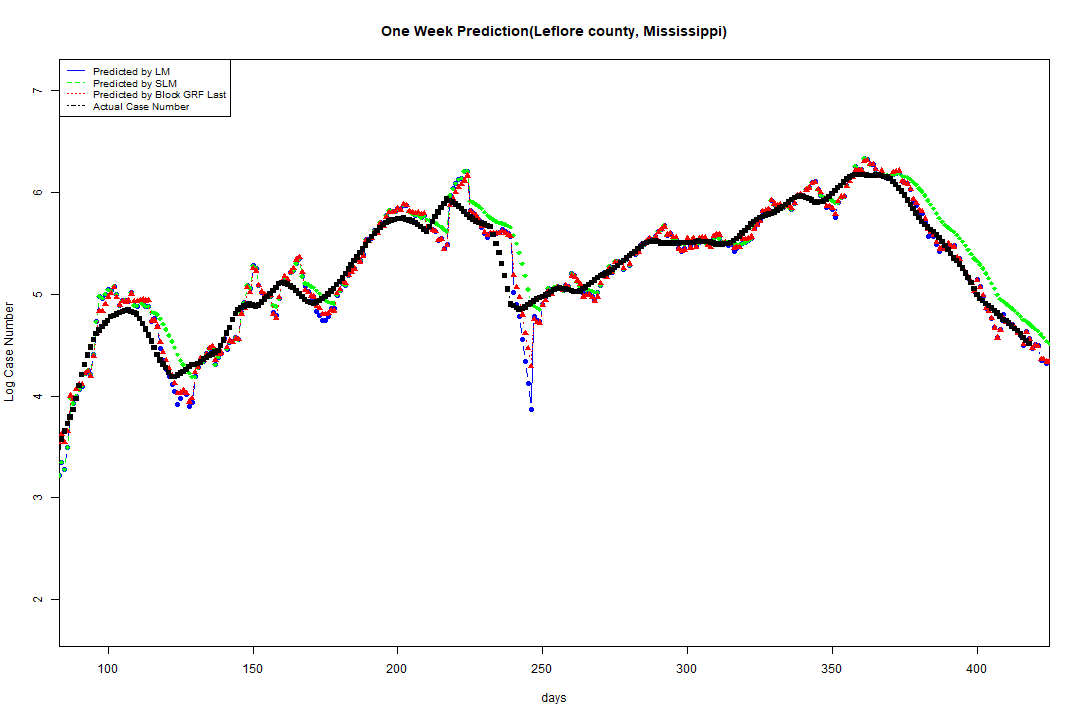 One Week Prediction(Leflore county, Mississippi)
Predicted by LM
Predicted by SLM
Predicted by Block GRF Last
Actual Case Number
7
6
5
4
3
2
Log Case Number
100 150 200 250 300 350 400
days